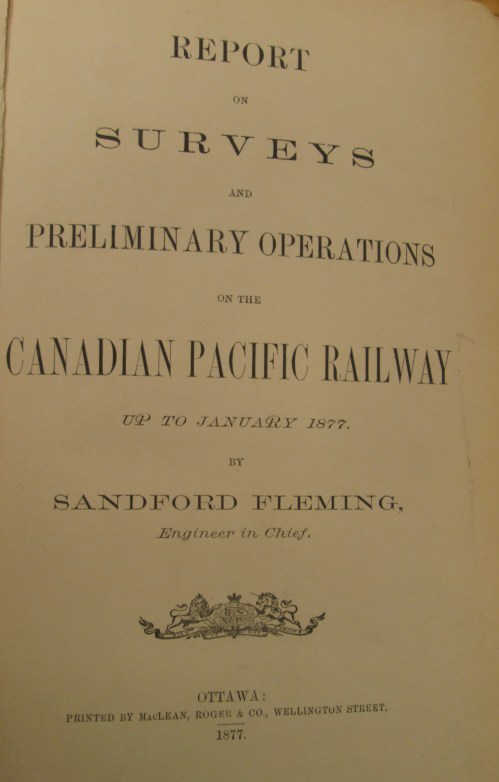 REPORT
ON
SURVEYS
AND
PRELIMINARY OPERATIONS
ON THE
CANADIAN PACIFIC RAILWAY
UP TO JANUARY 1877.
BY
SANDFORD FLEMING,
Engineer in Chief.
OTTAWA:
PRINTED BY MACLEAN, ROGER & CO., WELLINGTON STREET.
1877.